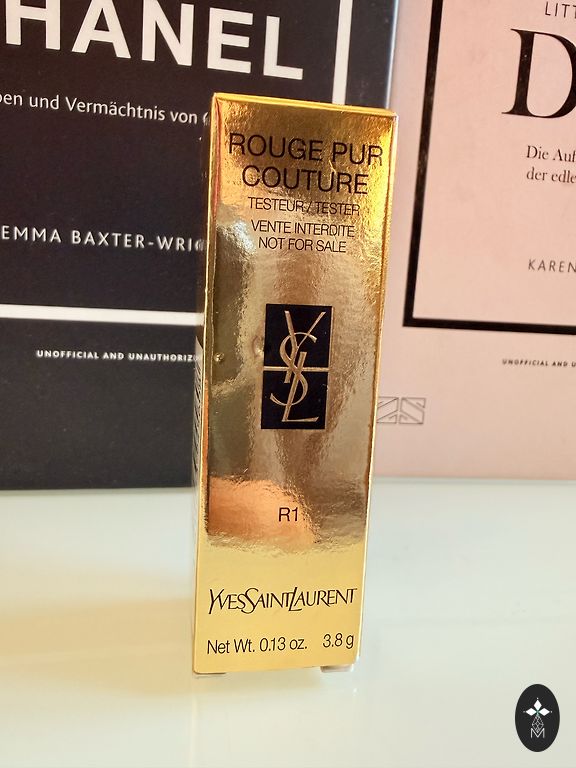 HANEL
en und Vermächtnis von
EMMA BAXTER-WRI
UNOFFICIAL AND UNAUTHORIZ
ROUGE PUR
COUTURE
TESTEUR / TESTER
VENTE INTERDITE
NOT FOR SALE
YSL
R1
YVESSAINTLAURENT
Net Wt. 0.13 oz. 3.8 g
LITT
D
Die Auf
der edle
KAREN
UNOFFICIAL AND U
M